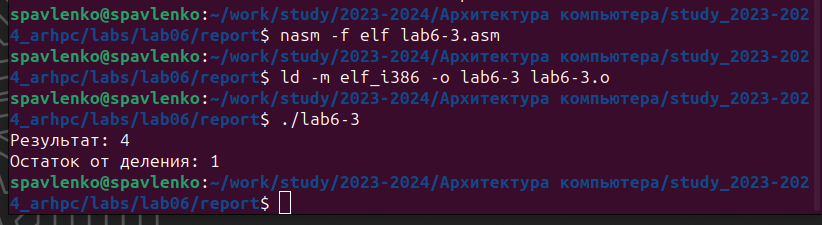 spavlenko@spavlenko:~/work/study/2023-2024/Архитектура компьютера/study_2023-202
4_arhpc/labs/lab06/report$ nasm -f elf lab6-3.asm
spavlenko@spavlenko:~/work/study/2023-2024/Архитектура компьютера/study_2023-202
4_arhpc/labs/lab06/report$ ld -m elf_i386 -o lab6-3 lab6-3.o
spavlenko@spavlenko:~/work/study/2023-2024/Архитектура компьютера/study_2023-202
4_arhpc/labs/lab06/report$ ./lab6-3
Результат: 4
Остаток от деления: 1
spavlenko@spavlenko:~/work/study/2023-2024/Архитектура компьютера/study_2023-202
4_arhpc/labs/lab06/report$